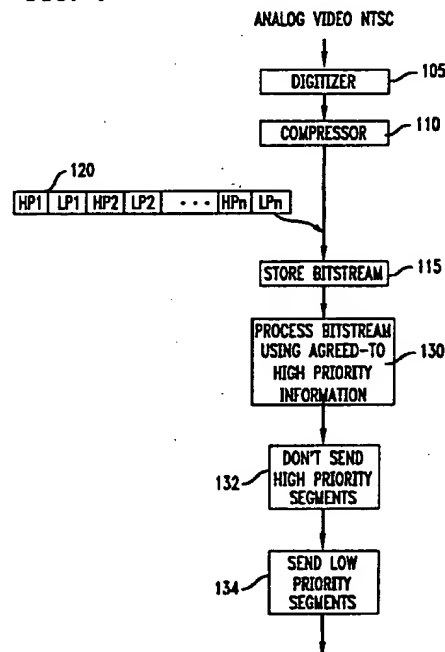 ANALOG VIDEO NTSC
DIGITIZER
105
COMPRESSOR
110
120
HP1 LP1 HP2 LP2 ... HPn LPn
STORE BITSTREAM
115
PROCESS BITSTREAM
USING AGREED-TO
HIGH PRIORITY
INFORMATION
130
DON'T SEND
HIGH PRIORITY
SEGMENTS
132
SEND LOW
PRIORITY
SEGMENTS
134